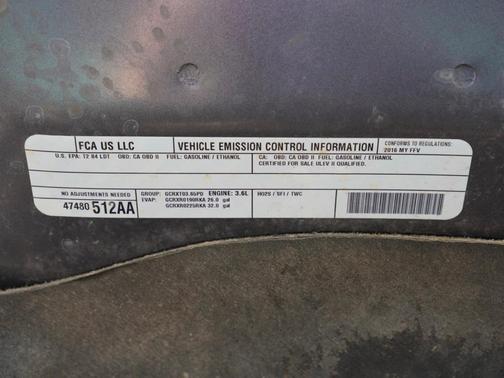 FCA US LLC VEHICLE EMISSION CONTROL INFORMATION CONFORMS TO REGULATIONS:
2016 MY FFV
U.S. EPA: T2 B4 LDT OBD: CA OBD II FUEL: GASOLINE / ETHANOL CA: OBD: CA OBD II FUEL: GASOLINE / ETHANOL
CERTIFIED FOR SALE ULEV II QUALIFIED.
NO ADJUSTMENTS NEEDED GROUP: GCRXT03.65PD ENGINE: 3.6L HO2S / SFI / TWC
47480 512AA EVAP: GCRXR0190RKA 26.0 gal
GCRXR0225RKA 32.0 gal